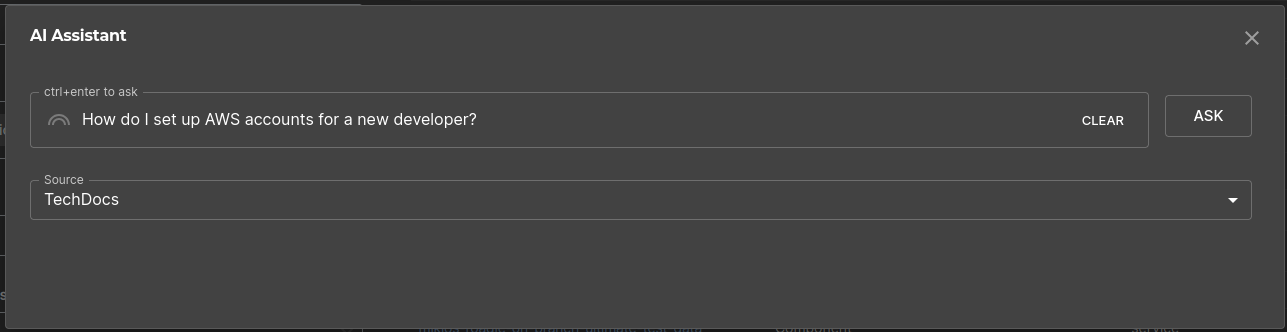 AI Assistant
ctrl+enter to ask
How do I set up AWS accounts for a new developer?
CLEAR
ASK
Source
TechDocs